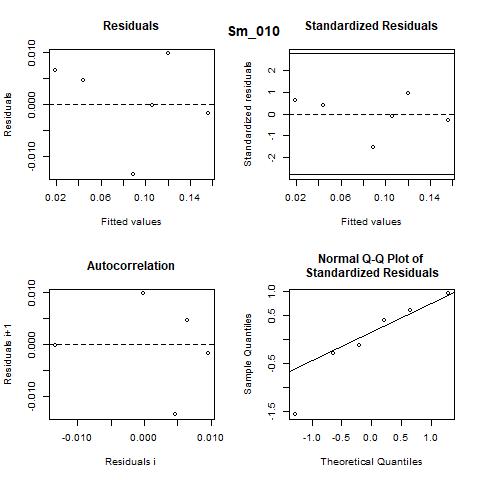 Sm_010
Residuals
Residuals
0.010
0.000
-0.010
0.02
0.06
0.10
0.14
Fitted values
Standardized Residuals
Standardized residuals
2
1
0
-1
-2
0.02
0.06
0.10
0.14
Fitted values
Autocorrelation
Residuals i+1
0.010
0.000
-0.010
-0.010
0.000
0.010
Residuals i
Normal Q-Q Plot of
Standardized Residuals
Sample Quantiles
1.0
0.5
-0.5
-1.5
-1.0
0.0
0.5
1.0
Theoretical Quantiles